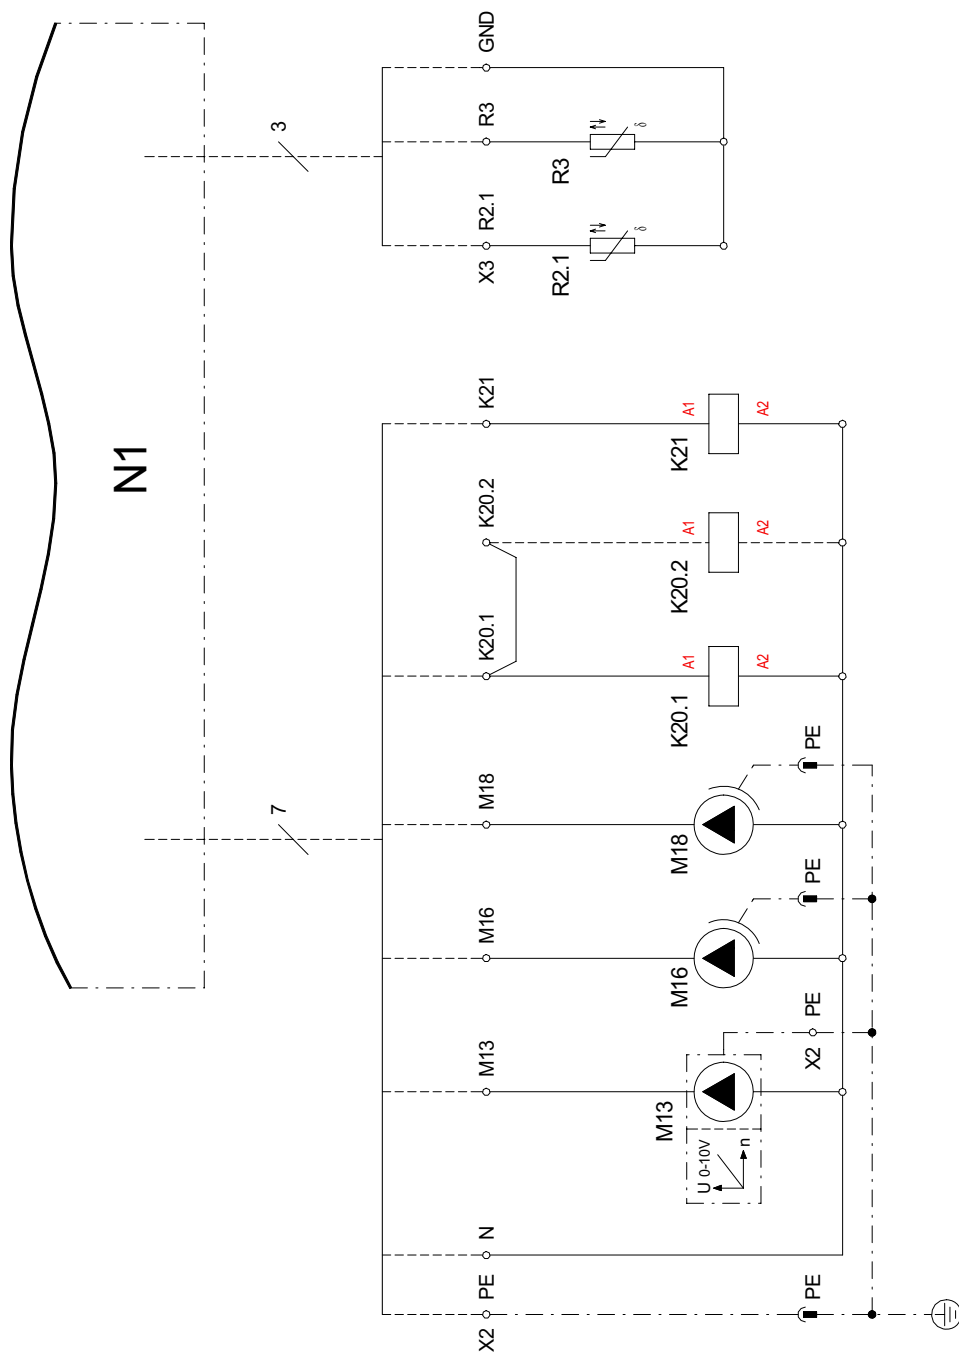 N1
7 3
X2 PE N M13 M16 M18 K20.1 K20.2 K21 X3 R2.1 R3 GND
R2.1 R3
δ δ
M13 M16 M18 K20.1 K20.2 K21
A1 A1 A1
U 0-10V
n
A2 A2 A2
PE X2 PE PE PE